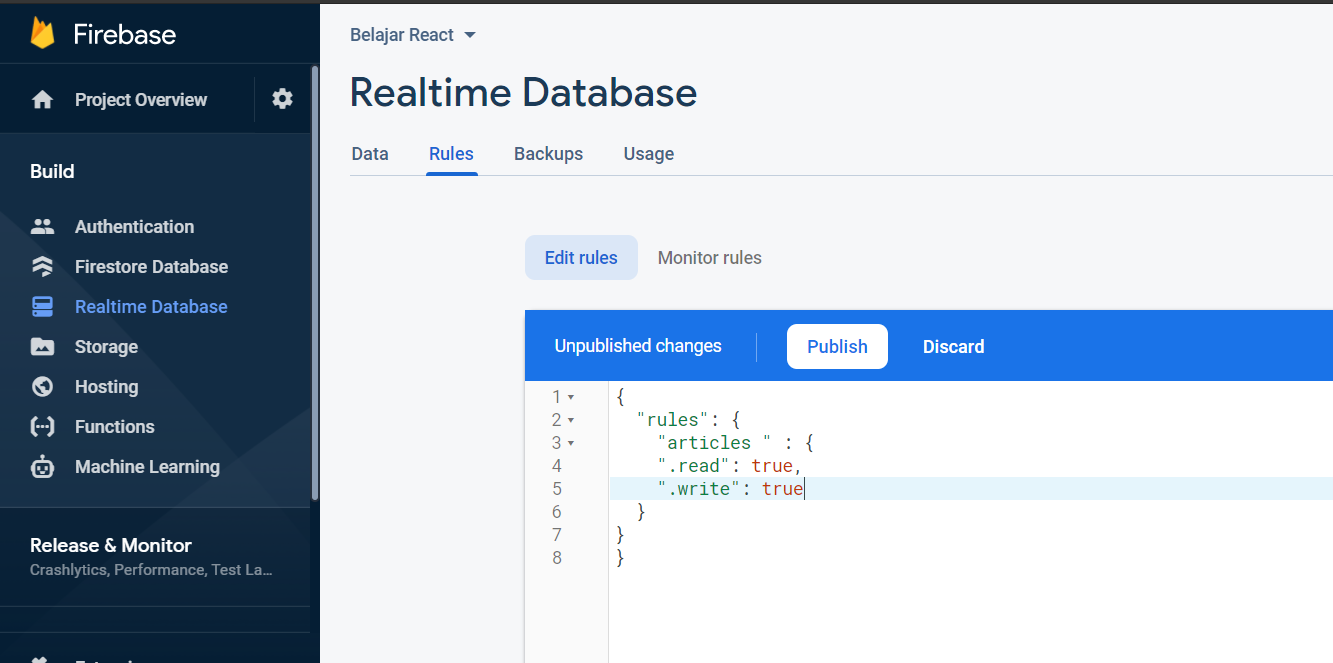 Firebase
Project Overview
Build
Authentication
Firestore Database
Realtime Database
Storage
Hosting
Functions
Machine Learning
Release & Monitor
Crashlytics, Performance, Test La...
Belajar React
Realtime Database
Data Rules Backups Usage
Edit rules Monitor rules
Unpublished changes Publish Discard
1 {
2 "rules": {
3 "articles " : {
4 ".read": true,
5 ".write": true
6 }
7 }
8 }